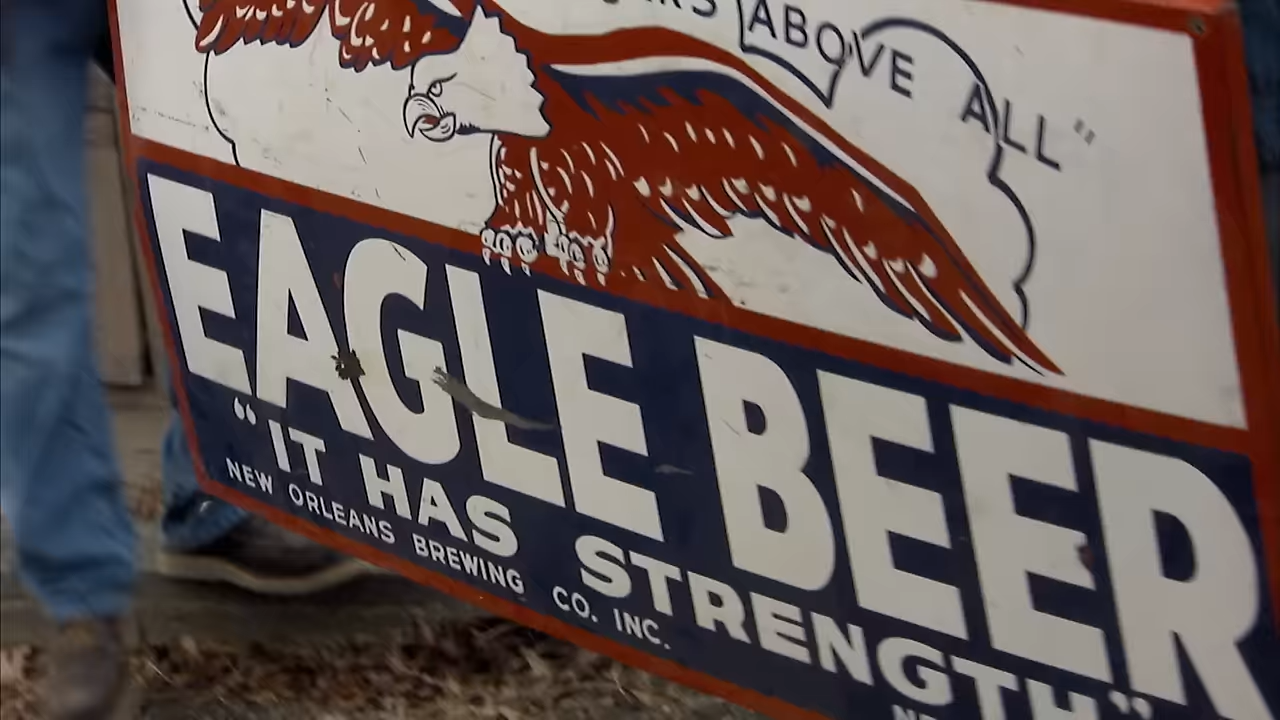 ABOVE ALL"
EAGLE BEER
"IT HAS STRENGTH"
NEW ORLEANS BREWING CO. INC.